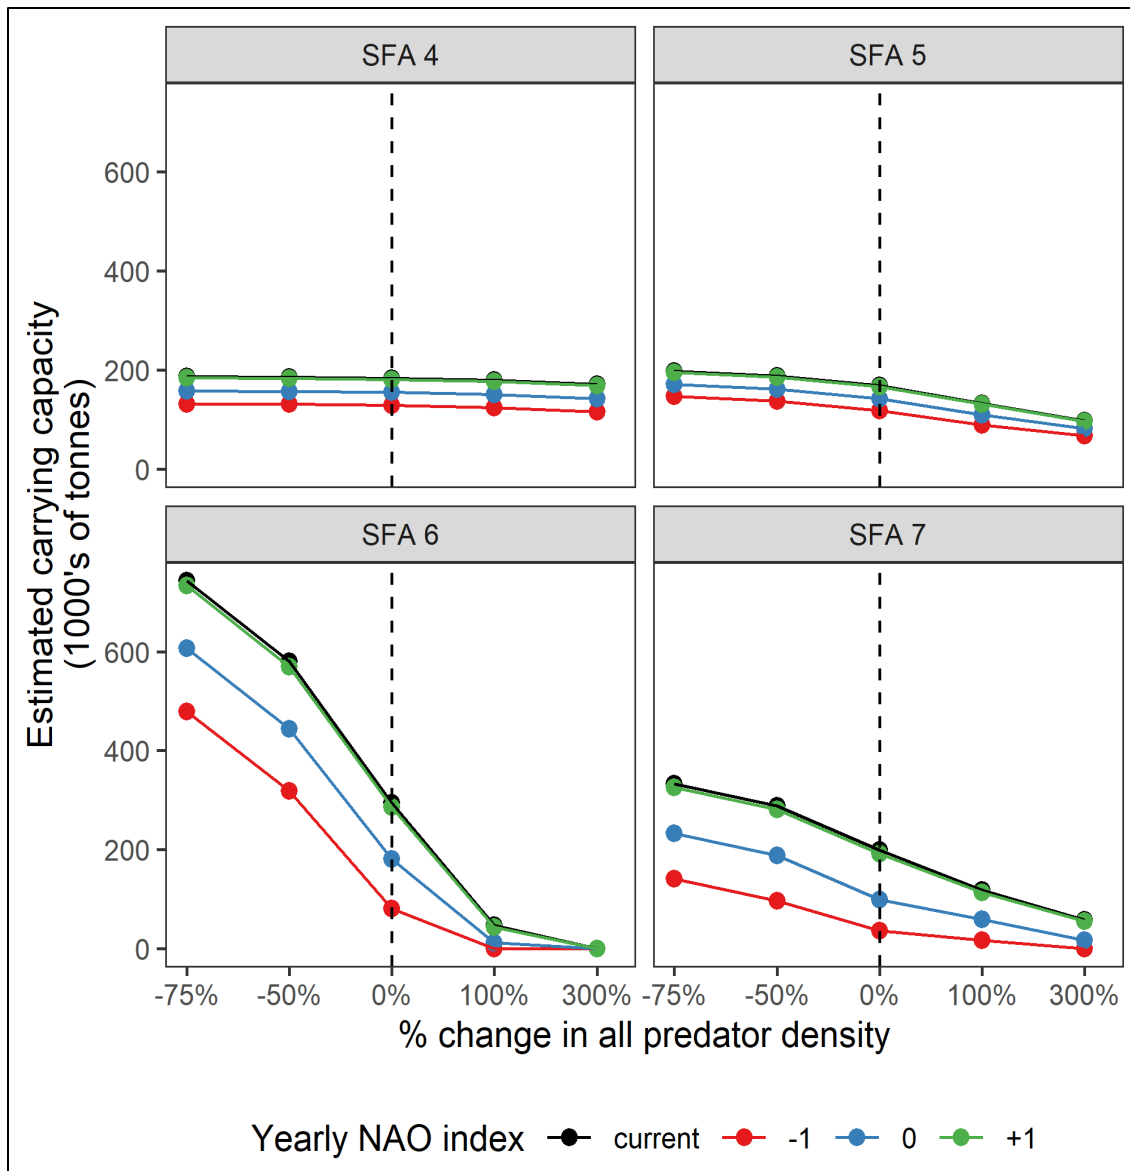 SFA 4
SFA 5
600
400
200
0
SFA 6
SFA 7
600
400
200
0
Estimated carrying capacity
(1000's of tonnes)
-75% -50% 0% 100% 300% -75% -50% 0% 100% 300%
% change in all predator density
Yearly NAO index current -1 0 +1